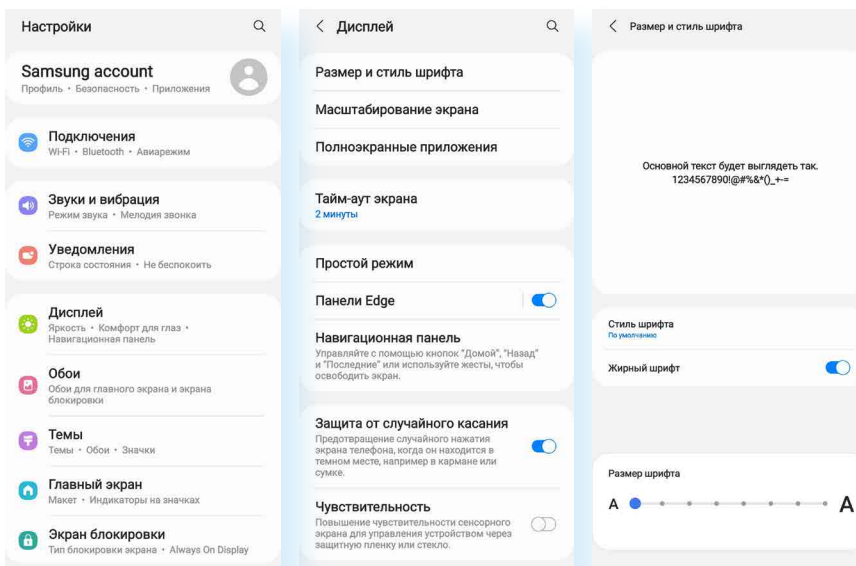 Настройки
Samsung account
Профиль • Безопасность • Приложения
Подключения
Wi-Fi • Bluetooth • Авиарежим
Звуки и вибрация
Режим звука • Мелодия звонка
Уведомления
Строка состояния • Не беспокоить
Дисплей
Яркость • Комфорт для глаз •
Навигационная панель
Обои
Обои для главного экрана и экрана
блокировки
Темы
Темы • Обои • Значки
Главный экран
Макет • Индикаторы на значках
Экран блокировки
Тип блокировки экрана • Always On Display
Дисплей
Размер и стиль шрифта
Масштабирование экрана
Полноэкранные приложения
Тайм-аут экрана
2 минуты
Простой режим
Панели Edge
Навигационная панель
Управляйте с помощью кнопок "Домой", "Назад"
и "Последние" или используйте жесты, чтобы
освободить экран.
Защита от случайного касания
Предотвращение случайного нажатия
экрана телефона, когда он находится в
темном месте, например в кармане или
сумке.
Чувствительность
Повышение чувствительности сенсорного
экрана для управления устройством через
защитную пленку или стекло.
Размер и стиль шрифта
Основной текст будет выглядеть так.
1234567890!@#%&*()_+-=
Стиль шрифта
По умолчанию
Жирный шрифт
Размер шрифта
A A